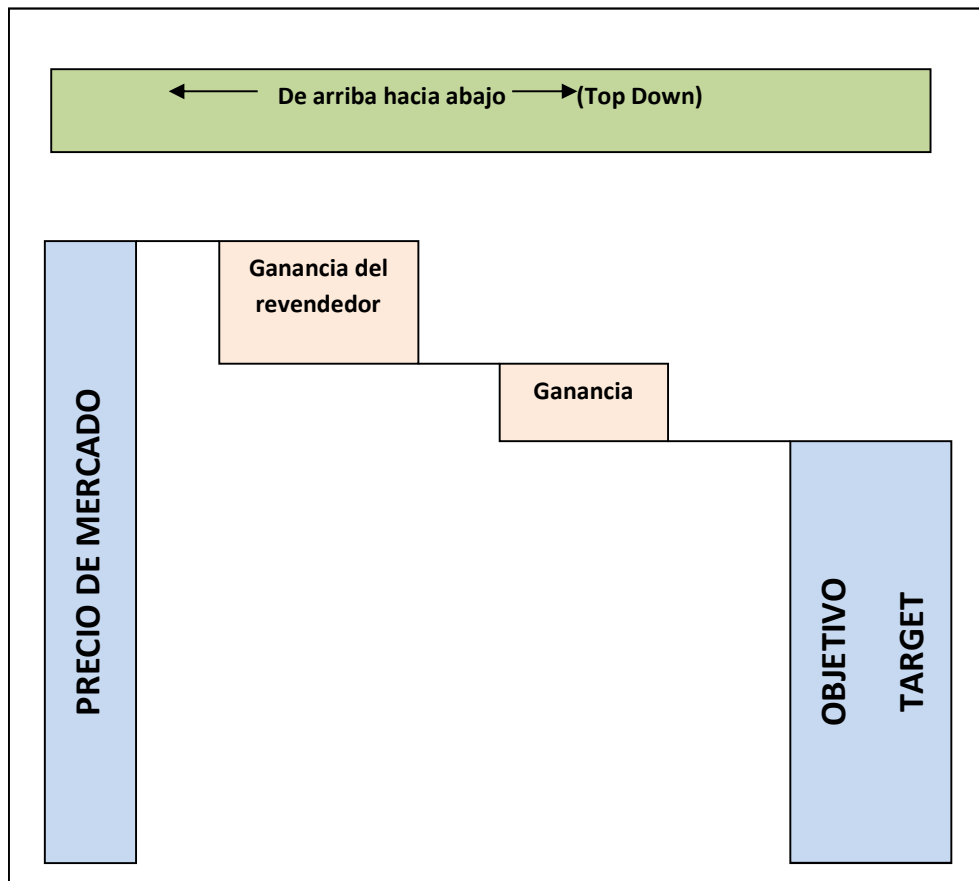 De arriba hacia abajo (Top Down)
Ganancia del
revendedor
Ganancia
PRECIO DE MERCADO
OBJETIVO
TARGET